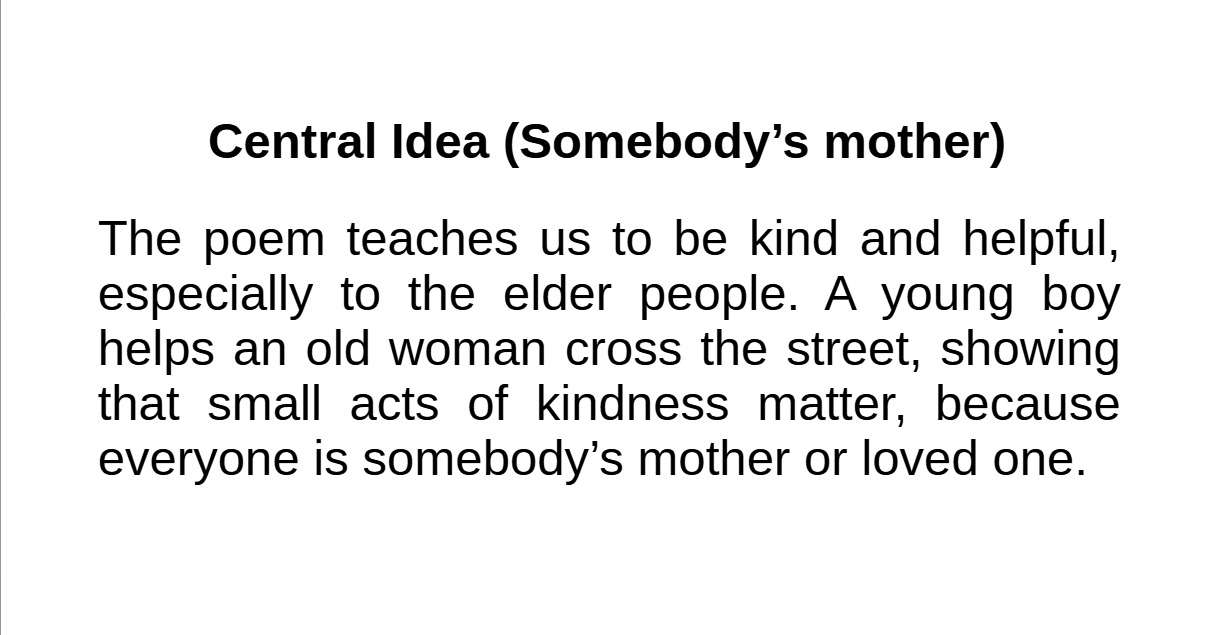 Central Idea (Somebody’s mother)
The poem teaches us to be kind and helpful,
especially to the elder people. A young boy
helps an old woman cross the street, showing
that small acts of kindness matter, because
everyone is somebody’s mother or loved one.